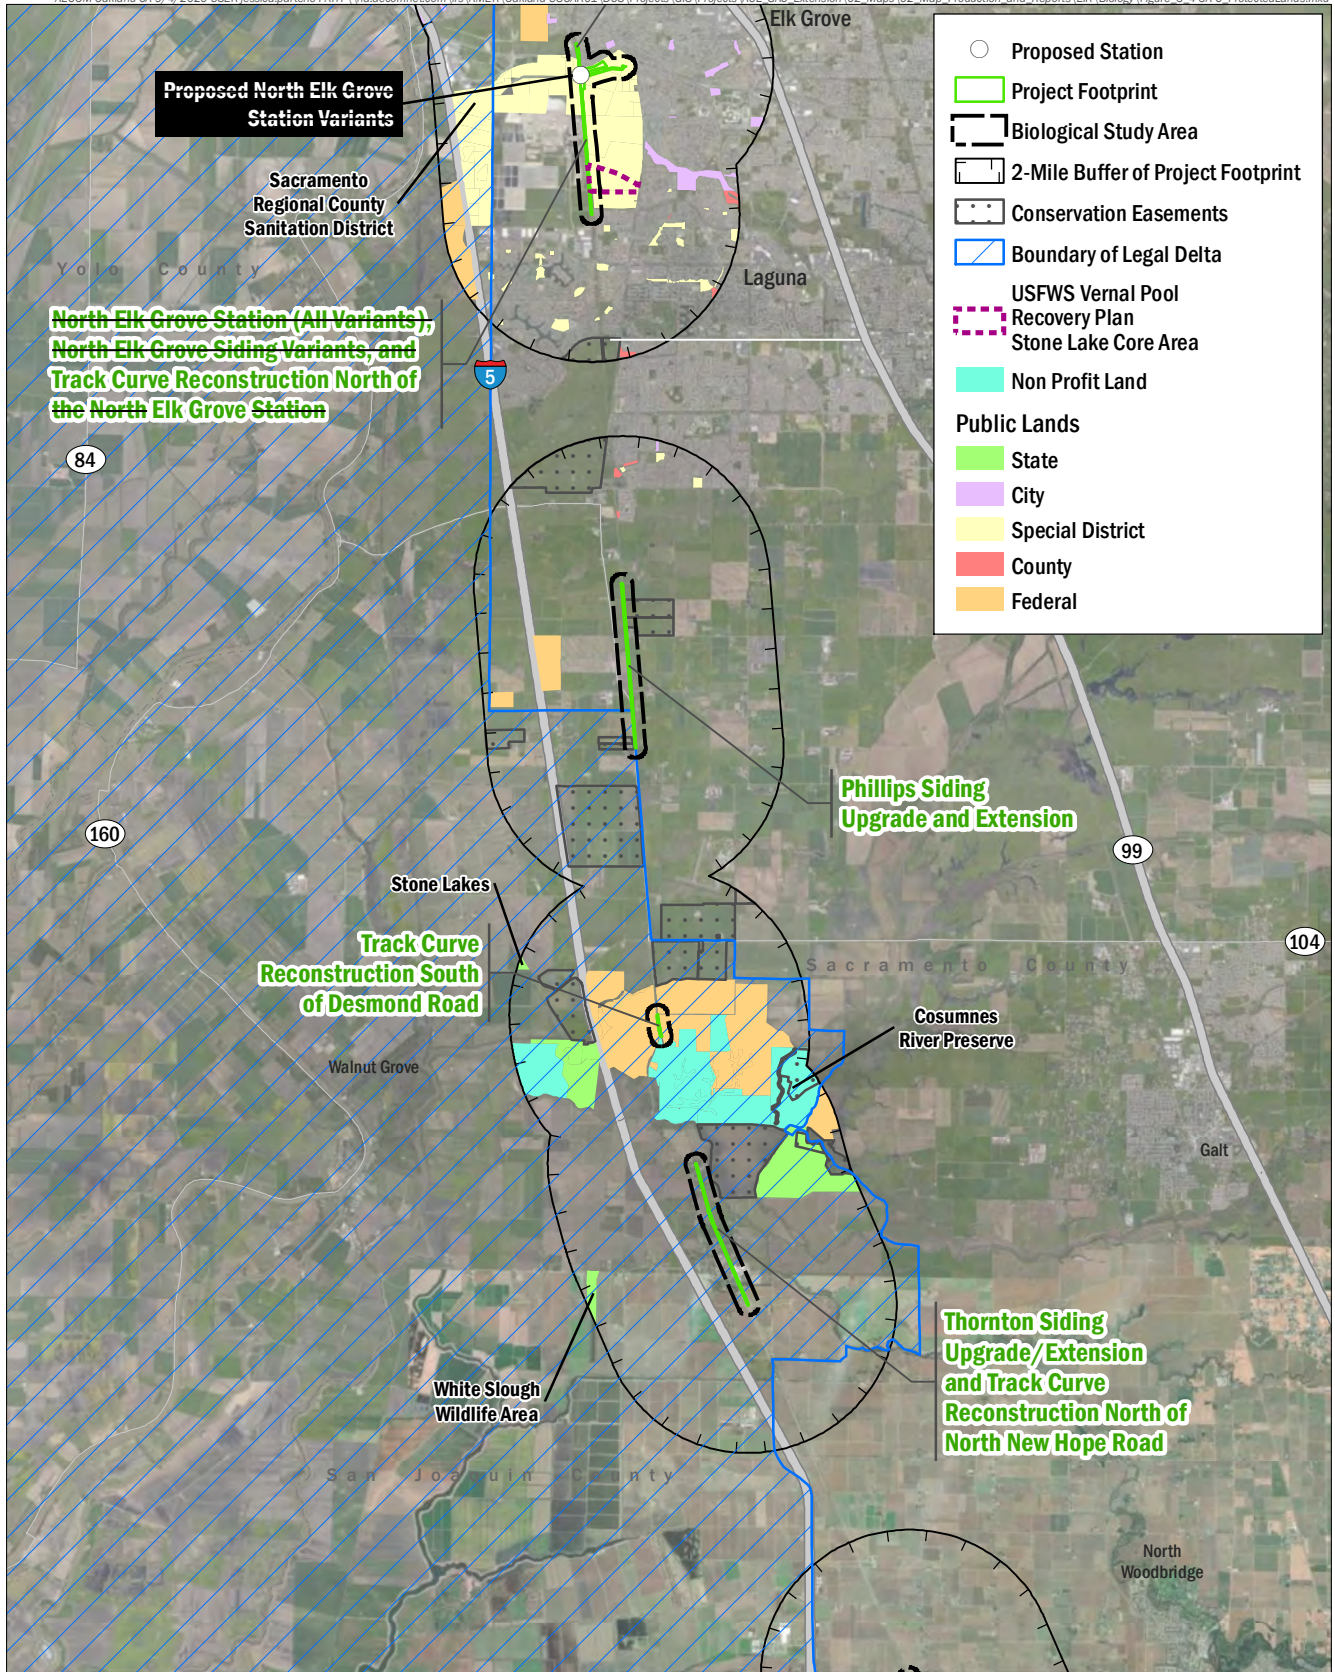 Elk Grove
Proposed North Elk Grove
Station Variants
Sacramento
Regional County
Sanitation District
Yolo County
North Elk Grove Station (All Variants),
North Elk Grove Siding Variants, and
Track Curve Reconstruction North of
the North Elk Grove Station
Laguna
5
84
160
Stone Lakes
Track Curve
Reconstruction South
of Desmond Road
Walnut Grove
Phillips Siding
Upgrade and Extension
99
104
Sacramento County
Cosumnes
River Preserve
Galt
White Slough
Wildlife Area
Thornton Siding
Upgrade/Extension
and Track Curve
Reconstruction North of
North New Hope Road
San Joaquin County
North
Woodbridge
Proposed Station
Project Footprint
Biological Study Area
2-Mile Buffer of Project Footprint
Conservation Easements
Boundary of Legal Delta
USFWS Vernal Pool
Recovery Plan
Stone Lake Core Area
Non Profit Land
Public Lands
State
City
Special District
County
Federal